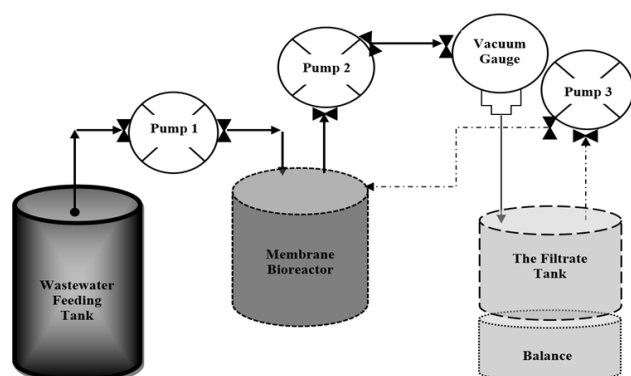 Pump 1
Pump 2
Vacuum
Gauge
Pump 3
Wastewater
Feeding
Tank
Membrane
Bioreactor
The Filtrate
Tank
Balance